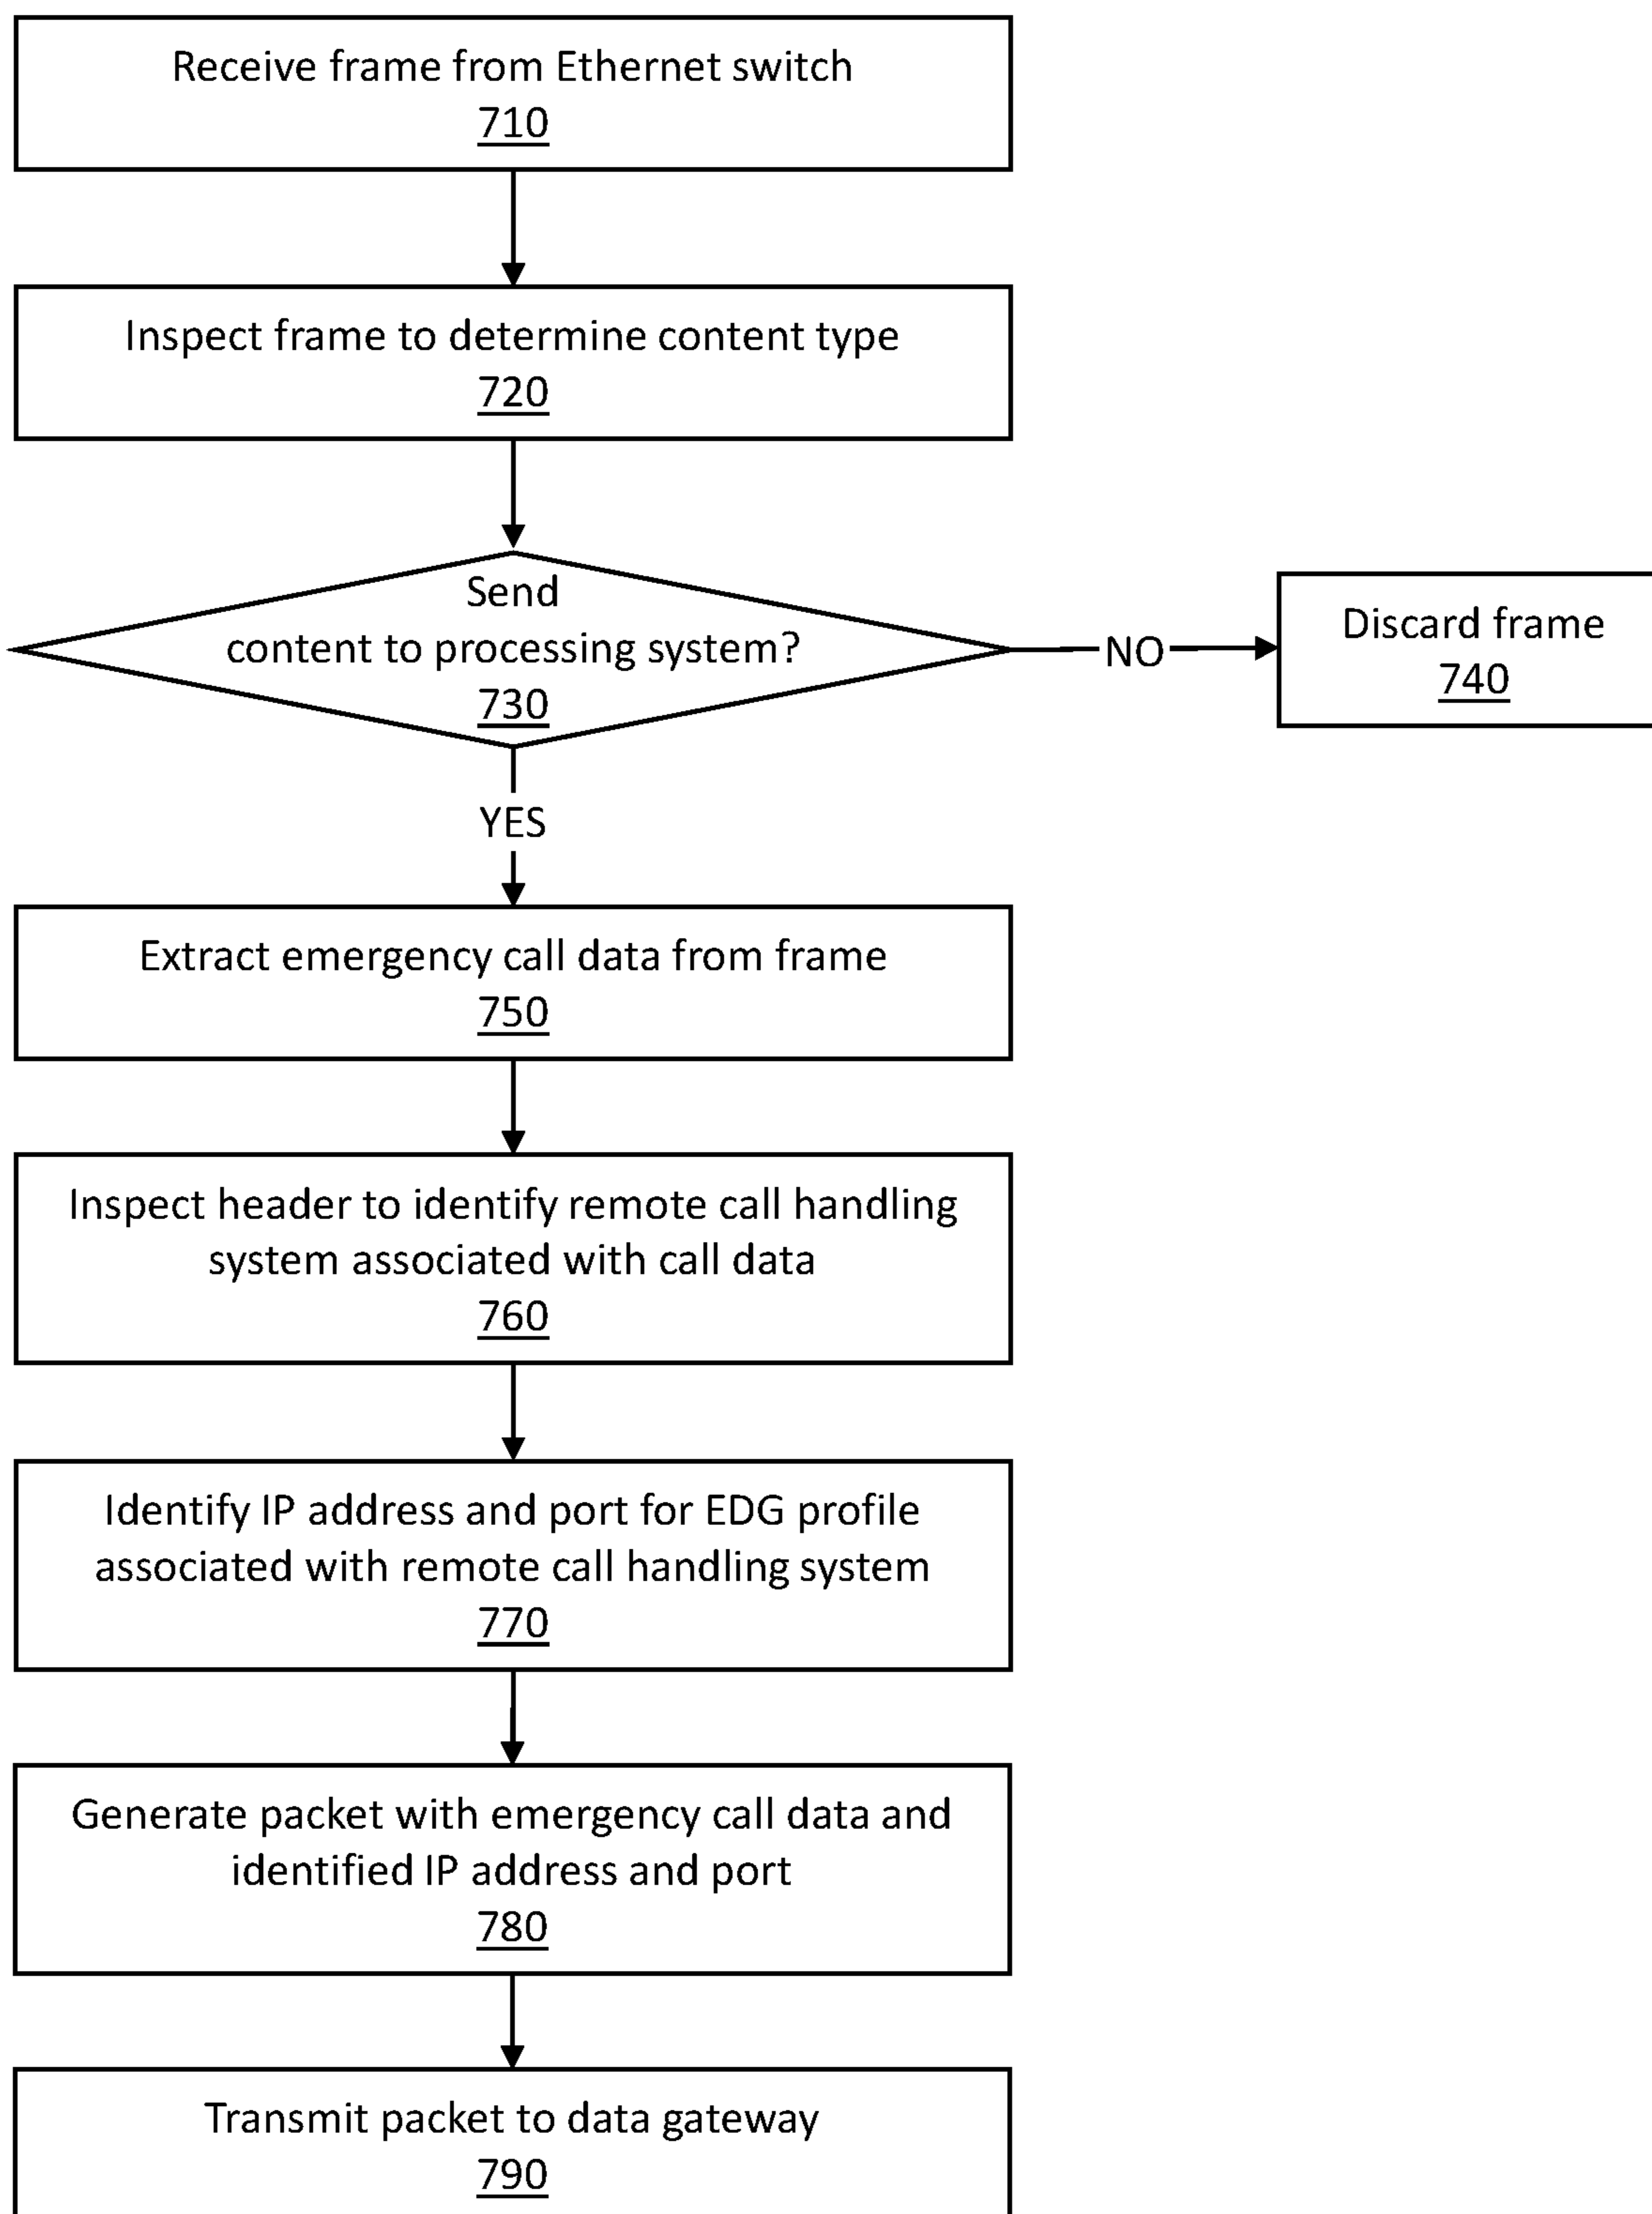 Receive frame from Ethernet switch
710
Inspect frame to determine content type
720
Send
content to processing system?
730
NO
Discard frame
740
YES
Extract emergency call data from frame
750
Inspect header to identify remote call handling
system associated with call data
760
Identify IP address and port for EDG profile
associated with remote call handling system
770
Generate packet with emergency call data and
identified IP address and port
780
Transmit packet to data gateway
790